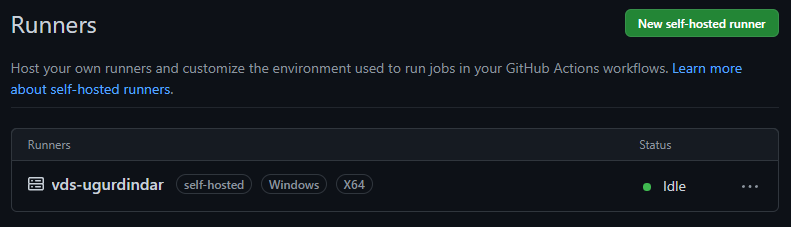 Runners
New self-hosted runner
Host your own runners and customize the environment used to run jobs in your GitHub Actions workflows. Learn more
about self-hosted runners.
Runners Status
vds-ugurdindar self-hosted Windows X64 Idle